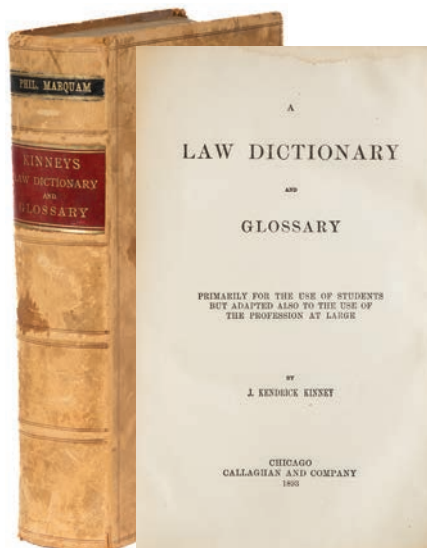 PHIL. MARQUAM
KINNEYS
LAW DICTIONARY
AND
GLOSSARY
A
LAW DICTIONARY
AND
GLOSSARY
PRIMARILY FOR THE USE OF STUDENTS
BUT ADAPTED ALSO TO THE USE OF
THE PROFESSION AT LARGE
BY
J. KENDRICK KINNEY
CHICAGO
CALLAGHAN AND COMPANY
1893